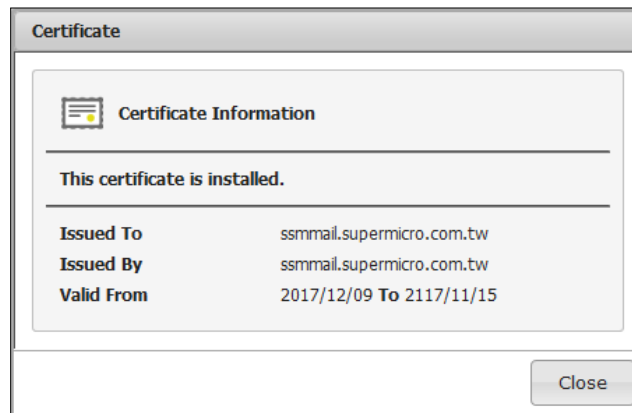 Certificate
Certificate Information
This certificate is installed.
Issued To ssmmail.supermicro.com.tw
Issued By ssmmail.supermicro.com.tw
Valid From 2017/12/09 To 2117/11/15
Close